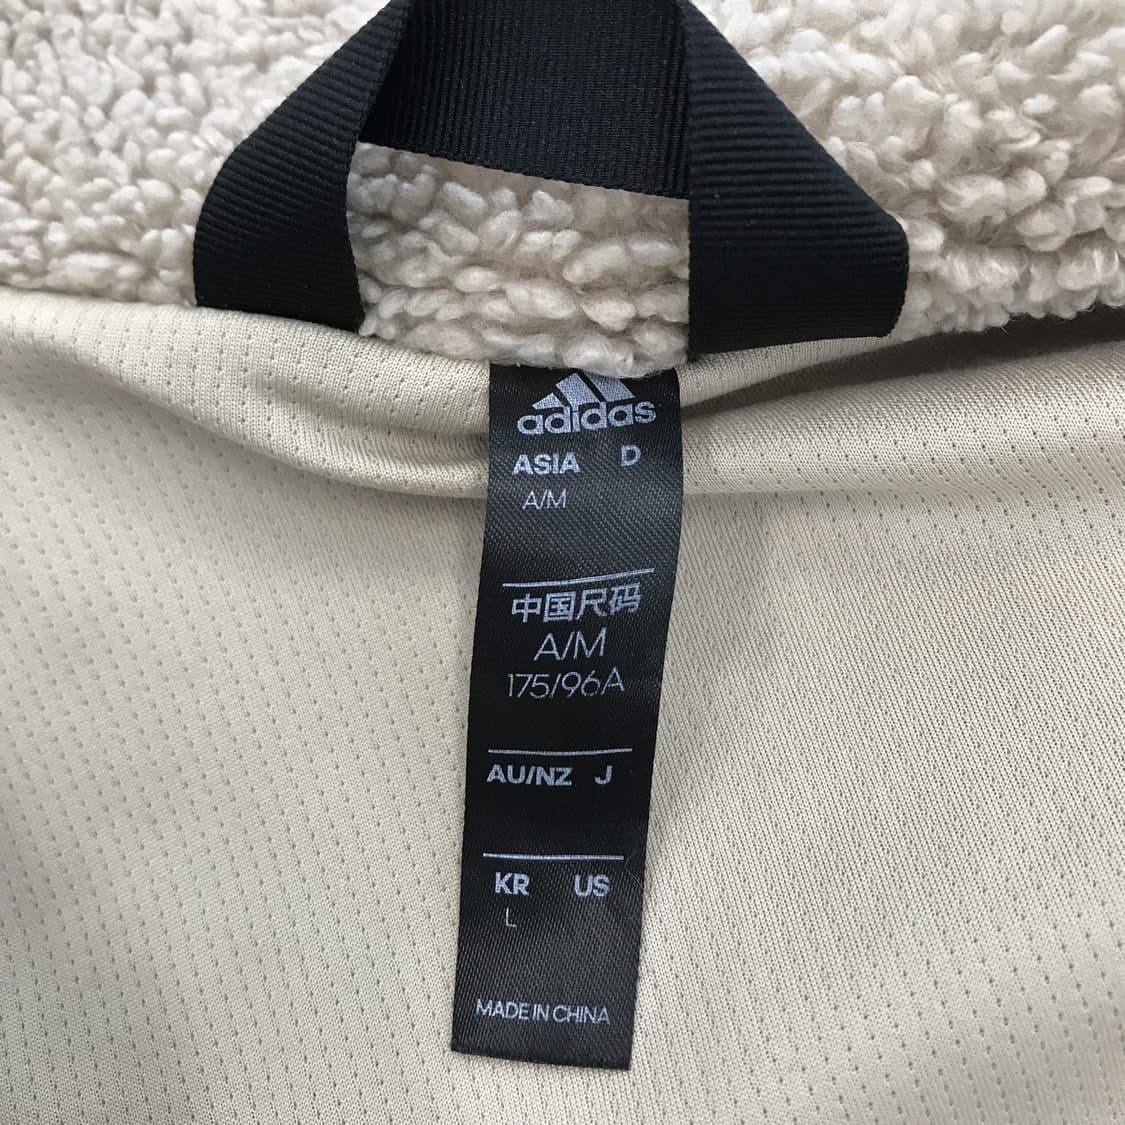 adidas
ASIA D
A/M
中国尺码
A/M
175/96A
AU/NZ J
KR US
L
MADE IN CHINA